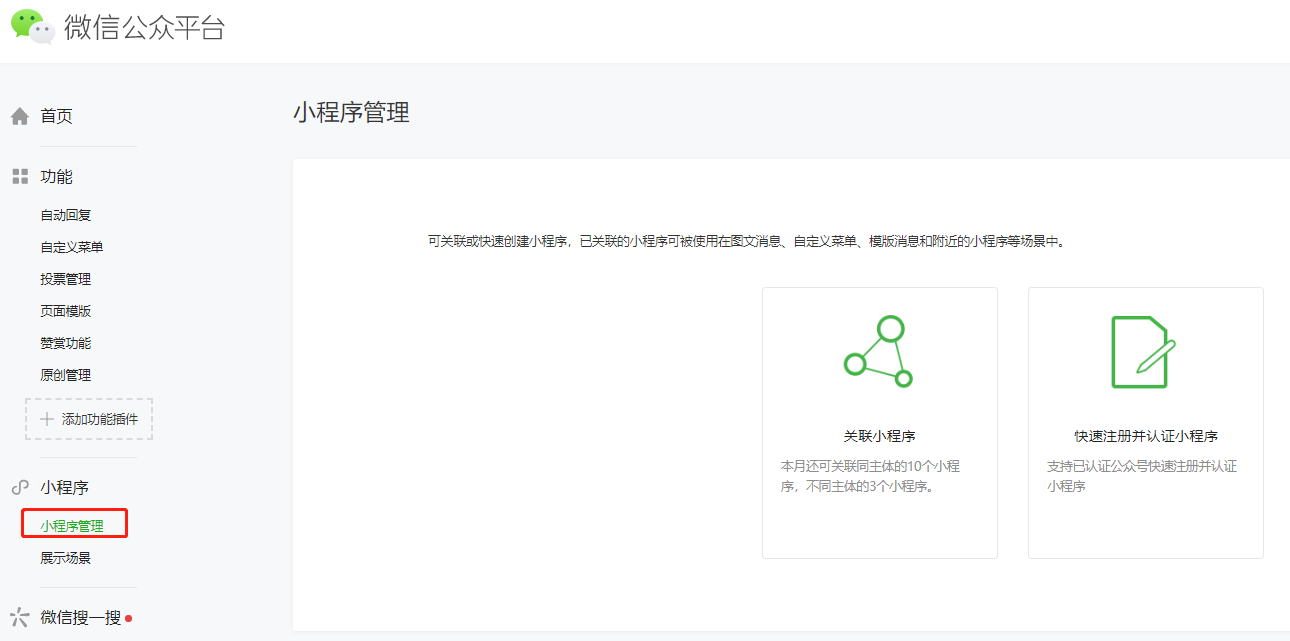 微信公众平台
首页
功能
自动回复
自定义菜单
投票管理
页面模版
赞赏功能
原创管理
添加功能插件
小程序
小程序管理
展示场景
微信搜一搜
小程序管理
可关联或快速创建小程序，已关联的小程序可被使用在图文消息、自定义菜单、模版消息和附近的小程序等场景中。
关联小程序
本月还可关联同主体的10个小程
序，不同主体的3个小程序。
快速注册并认证小程序
支持已认证公众号快速注册并认证
小程序